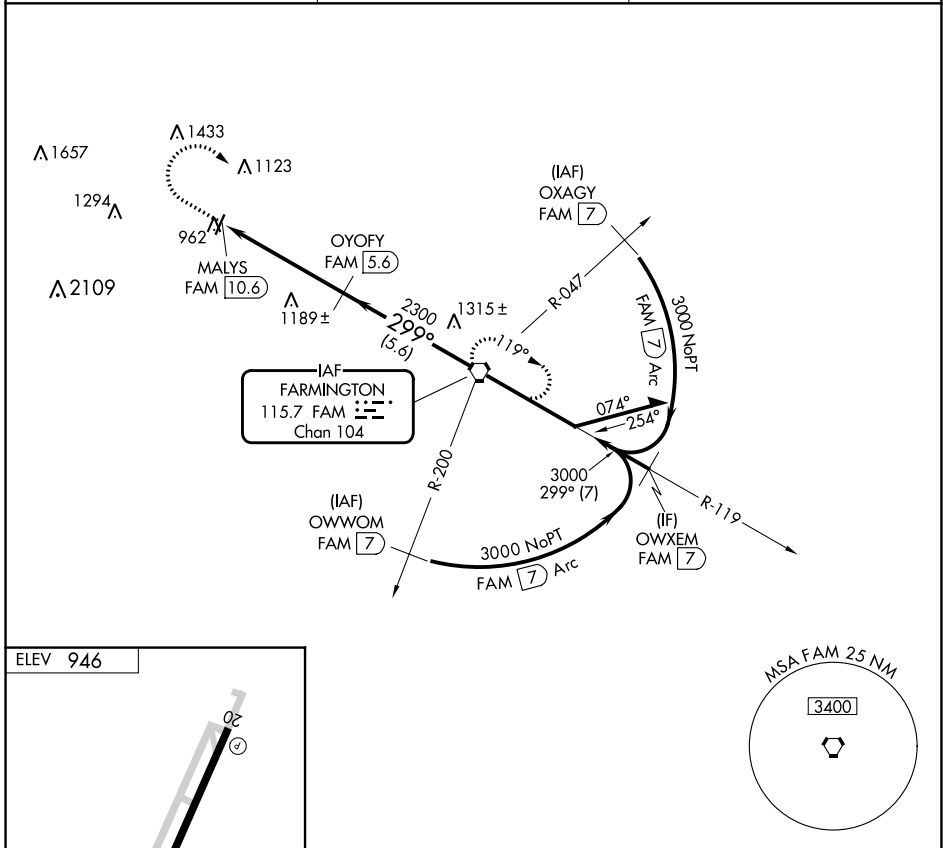 1657
1433
1123
1294
962
MALYS
FAM 10.6
2109
1189 ±
OYOFY
FAM 5.6
2300
299°
(5.6)
1315 ±
119°
(IAF)
OXAGY
FAM 7
R-047
3000 NoPT
FAM 7 Arc
IAF
FARMINGTON
115.7 FAM
Chan 104
074°
254°
3000
299° (7)
R-200
(IAF)
OWWOM
FAM 7
3000 NoPT
FAM 7 Arc
(IF)
OWXEM
FAM 7
R-119
ELEV 946
20
P
MSA FAM 25 NM
3400